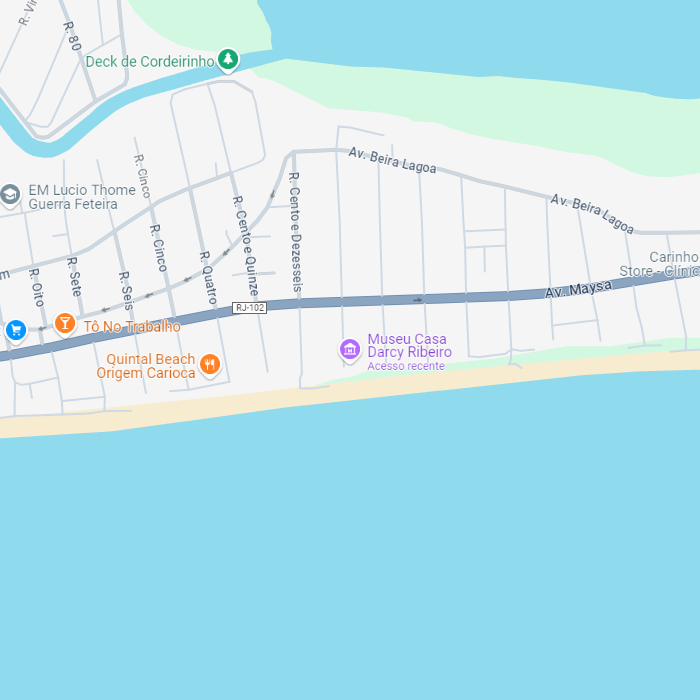 R. 80
Deck de Cordeirinho
Av. Beira Lagoa
R. Cinco
EM Lucio Thome
Guerra Feteira
R. Cento e Dezesseis
R. Cento e Quinze
Av. Beira Lagoa
R. Cinco
R. Quatro
Carinho
Store - Clínic
R. Oito
R. Sete
R. Seis
Av. Maysa
RJ-102
Tô No Trabalho
Museu Casa
Darcy Ribeiro
Acesso recente
Quintal Beach
Origem Carioca